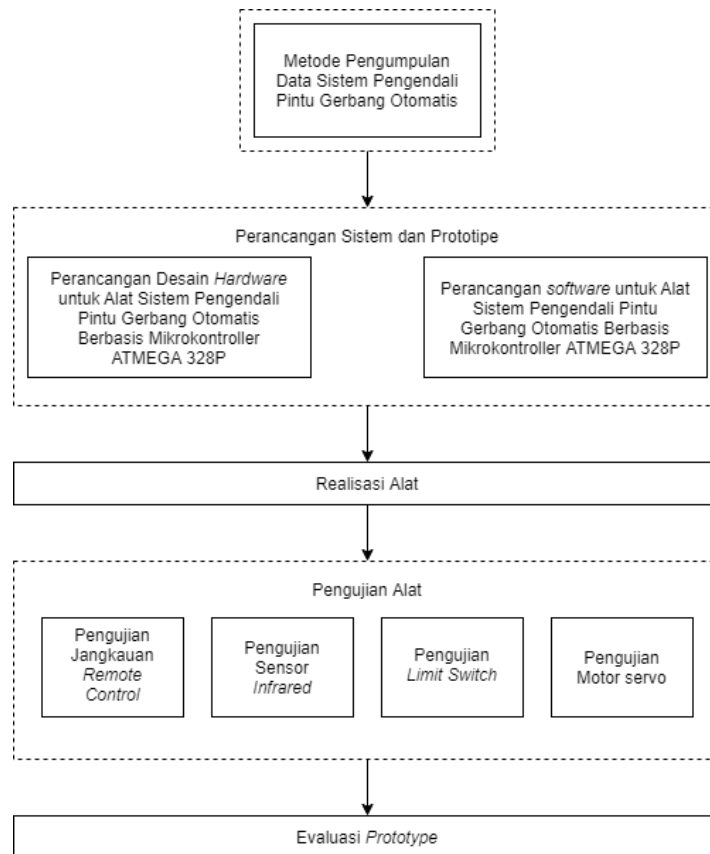 Metode Pengumpulan
Data Sistem Pengendali
Pintu Gerbang Otomatis
Perancangan Sistem dan Prototipe
Perancangan Desain Hardware
untuk Alat Sistem Pengendali
Pintu Gerbang Otomatis
Berbasis Mikrokontroller
ATMEGA 328P
Perancangan software untuk Alat
Sistem Pengendali Pintu
Gerbang Otomatis Berbasis
Mikrokontroller ATMEGA 328P
Realisasi Alat
Pengujian Alat
Pengujian
Jangkauan
Remote
Control
Pengujian
Sensor
Infrared
Pengujian
Limit Switch
Pengujian
Motor servo
Evaluasi Prototype